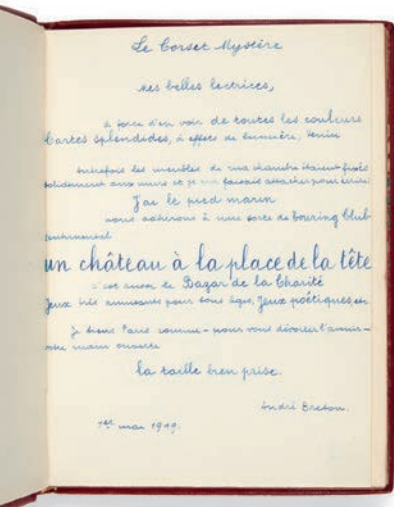 Le Corset Mystère
Mes belles lectrices,
à force d'en voir de toutes les couleurs
Cartes splendides, à effets de lumière, Venise
Autrefois les meubles de ma chambre étaient fixés
solidement aux murs et je me faisais attacher pour écrire
J'ai le pied marin
nous adhérons à une sorte de Touring Club
sentimental
un château à la place de la tête
c'est aussi le Bazar de la Charité
Jeux très amusants pour tous âges, Jeux poétiques, etc.
Je tiens Paris comme – pour vous dévoiler l'avenir –
votre main ouverte
la taille bien prise.
André Breton.
1er mai 1919.